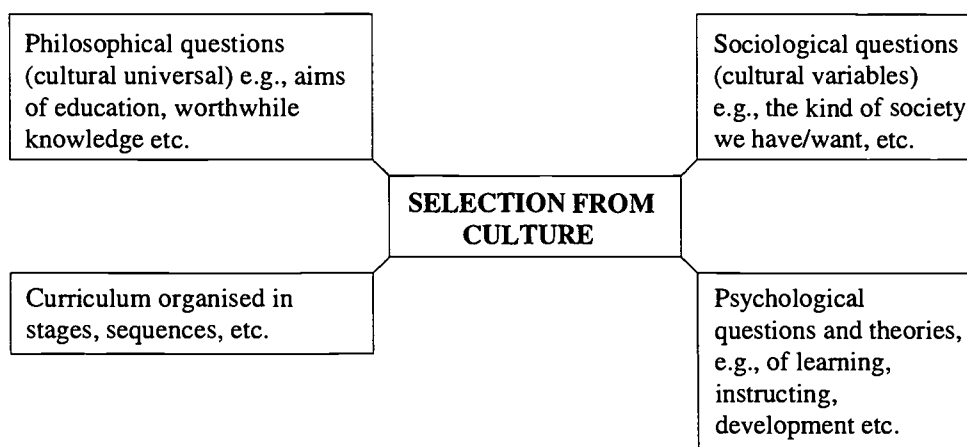 Philosophical questions
(cultural universal) e.g., aims
of education, worthwhile
knowledge etc.
Sociological questions
(cultural variables)
e.g., the kind of society
we have/want, etc.
SELECTION FROM
CULTURE
Curriculum organised in
stages, sequences, etc.
Psychological
questions and theories,
e.g., of learning,
instructing,
development etc.